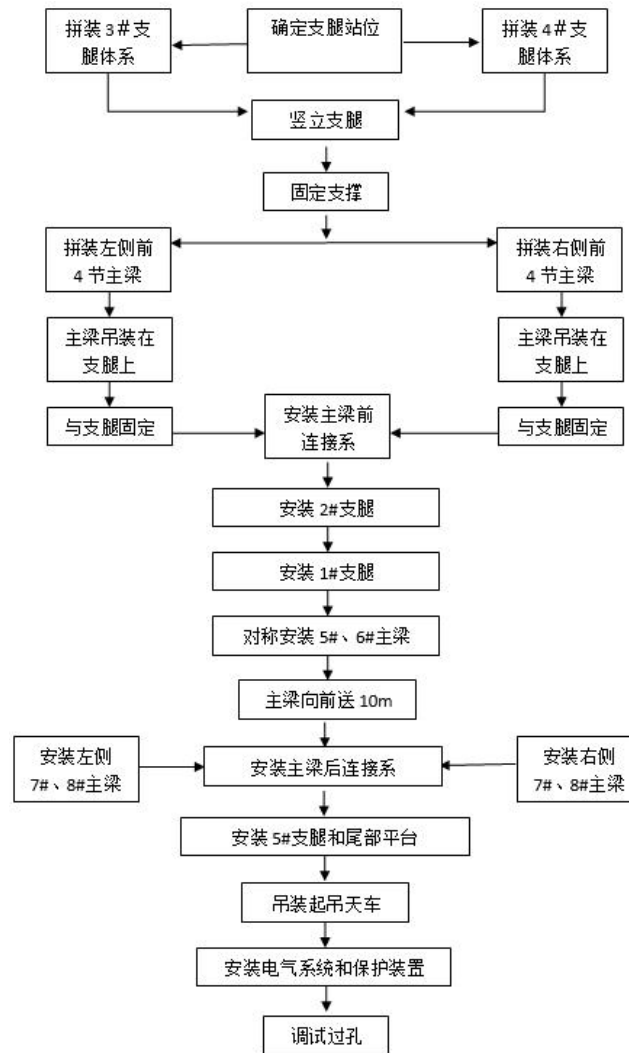 拼装3＃支
腿体系
确定支腿站位
拼装4＃支
腿体系
竖立支腿
固定支撑
拼装左侧前
4节主梁
拼装右侧前
4节主梁
主梁吊装在
支腿上
主梁吊装在
支腿上
与支腿固定
安装主梁前
连接系
与支腿固定
安装2#支腿
安装1#支腿
对称安装5#、6#主梁
主梁向前送10m
安装左侧
7#、8#主梁
安装主梁后连接系
安装右侧
7#、8#主梁
安装5#支腿和尾部平台
吊装起吊天车
安装电气系统和保护装置
调试过孔